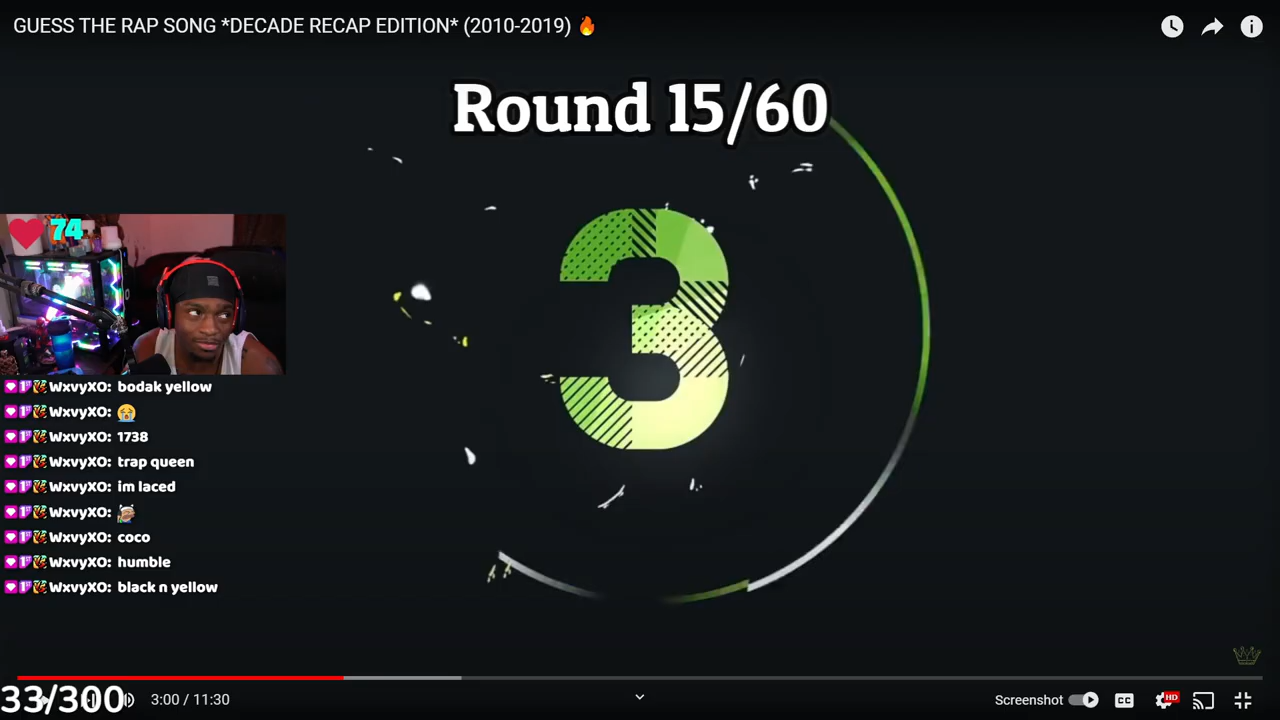 GUESS THE RAP SONG *DECADE RECAP EDITION* (2010-2019) 🔥
Round 15/60
3
74
WxvyXO: bodak yellow
WxvyXO: 😭
WxvyXO: 1738
WxvyXO: trap queen
WxvyXO: im laced
WxvyXO:
WxvyXO: coco
WxvyXO: humble
WxvyXO: black n yellow
33/300
3:00 / 11:30
Screenshot
CC
HD